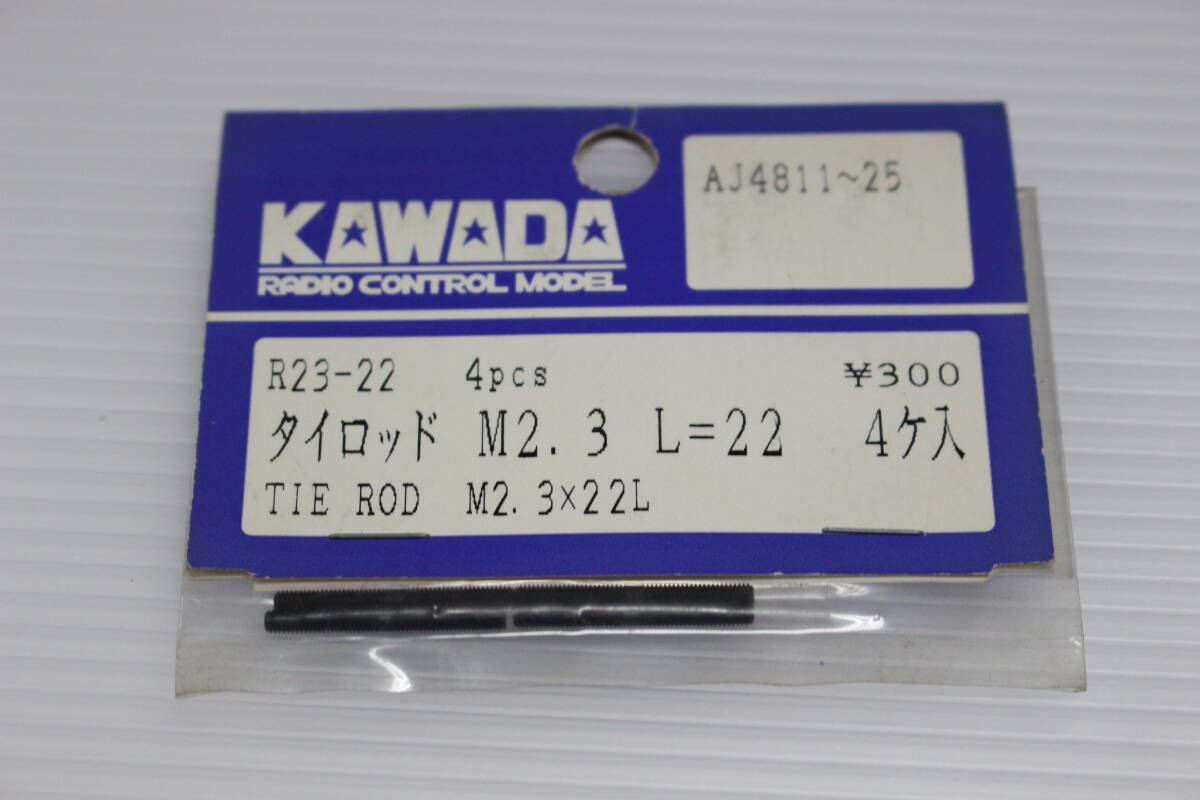 KAWADA
RADIO CONTROL MODEL
AJ4811~25
R23-22 4pcs ¥300
タイロッド M2.3 L=22 4ケ入
TIE ROD M2.3×22L